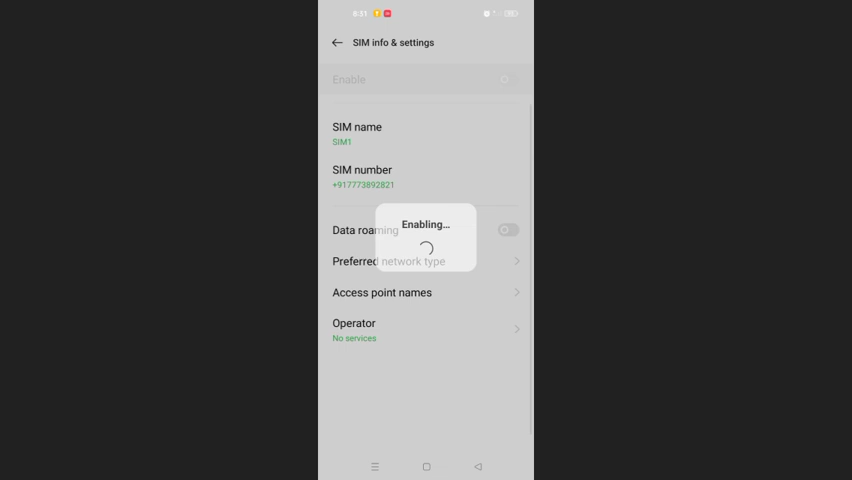 8:31
SIM info & settings
Enable
SIM name
SIM1
SIM number
+917773892821
Enabling...
Data roaming
Preferred network type
Access point names
Operator
No services